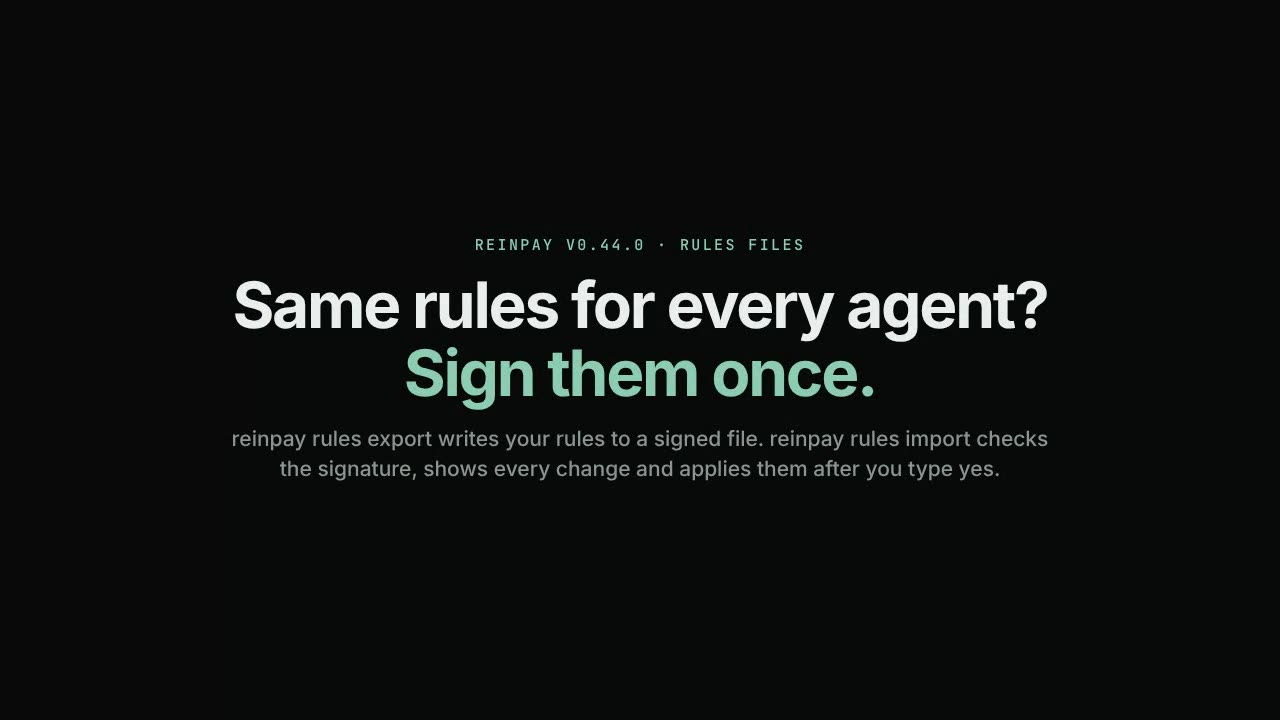 REINPAY V0.44.0 · RULES FILES
Same rules for every agent?
Sign them once.
reinpay rules export writes your rules to a signed file. reinpay rules import checks
the signature, shows every change and applies them after you type yes.